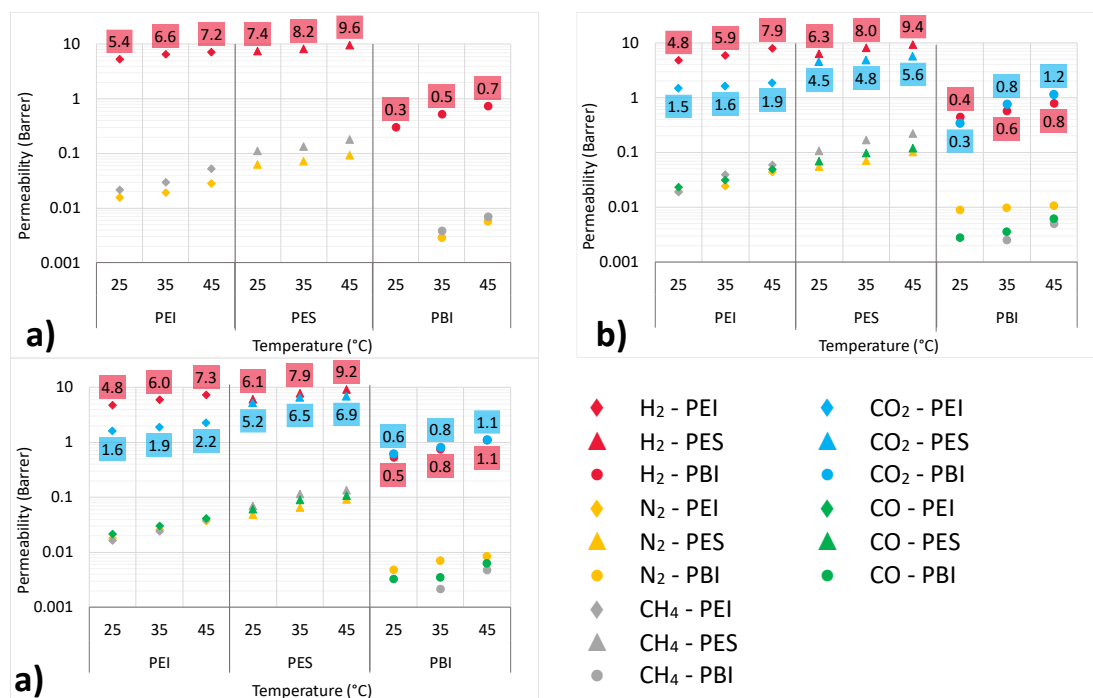 5.4 6.6 7.2 7.4 8.2 9.6
0.3 0.5 0.7
10
1
0.1
0.01
0.001
Permeability (Barrer)
25 35 45 25 35 45 25 35 45
PEI PES PBI
Temperature (°C)
a)
4.8 5.9 7.9 6.3 8.0 9.4
1.5 1.6 1.9 4.5 4.8 5.6
0.4 0.8 1.2
0.3 0.6 0.8
10
1
0.1
0.01
0.001
Permeability (Barrer)
25 35 45 25 35 45 25 35 45
PEI PES PBI
Temperature (°C)
b)
4.8 6.0 7.3 6.1 7.9 9.2
1.6 1.9 2.2 5.2 6.5 6.9
0.6 0.8 1.1
0.5 0.8 1.1
10
1
0.1
0.01
0.001
Permeability (Barrer)
25 35 45 25 35 45 25 35 45
PEI PES PBI
Temperature (°C)
a)
H₂ - PEI
H₂ - PES
H₂ - PBI
N₂ - PEI
N₂ - PES
N₂ - PBI
CH₄ - PEI
CH₄ - PES
CH₄ - PBI
CO₂ - PEI
CO₂ - PES
CO₂ - PBI
CO - PEI
CO - PES
CO - PBI